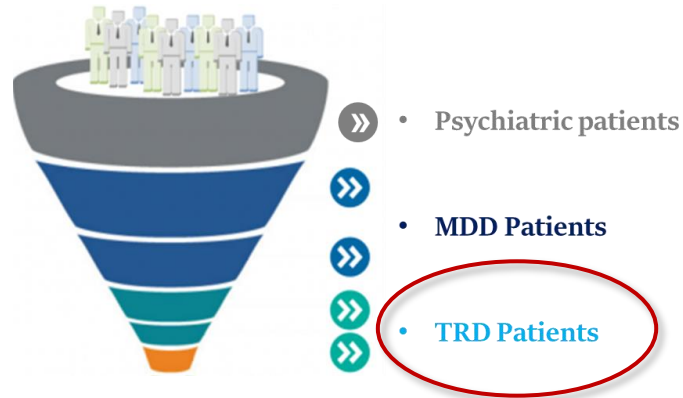 • Psychiatric patients
• MDD Patients
• TRD Patients